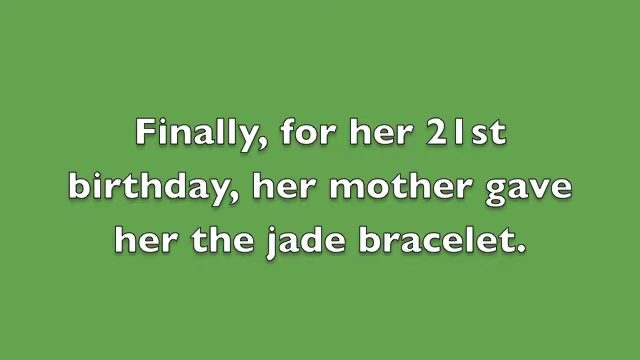 Finally, for her 21st
birthday, her mother gave
her the jade bracelet.